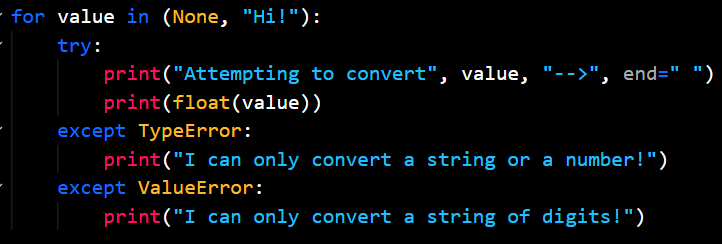 for value in (None, "Hi!"):
    try:
        print("Attempting to convert", value, "-->", end=" ")
        print(float(value))
    except TypeError:
        print("I can only convert a string or a number!")
    except ValueError:
        print("I can only convert a string of digits!")